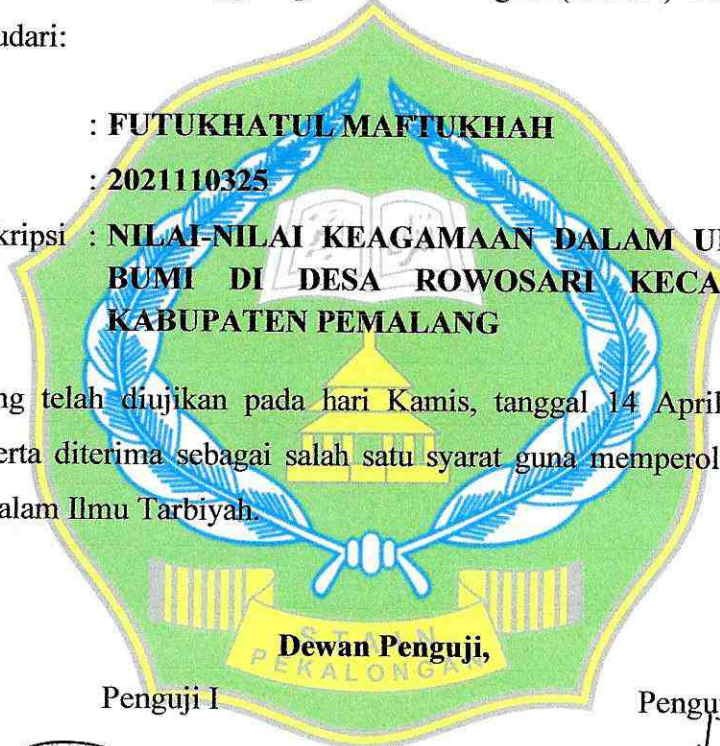 udari:
: FUTUKHATUL MAFTUKHAH
: 2021110325
kripsi : NILAI-NILAI KEAGAMAAN DALAM
BUMI DI DESA ROWOSARI KECA
KABUPATEN PEMALANG
ng telah diujikan pada hari Kamis, tanggal 14 April
erta diterima sebagai salah satu syarat guna memperol
alam Ilmu Tarbiyah.
S T A I N
PEKALONGAN
Dewan Penguji,
Penguji I
Penguj